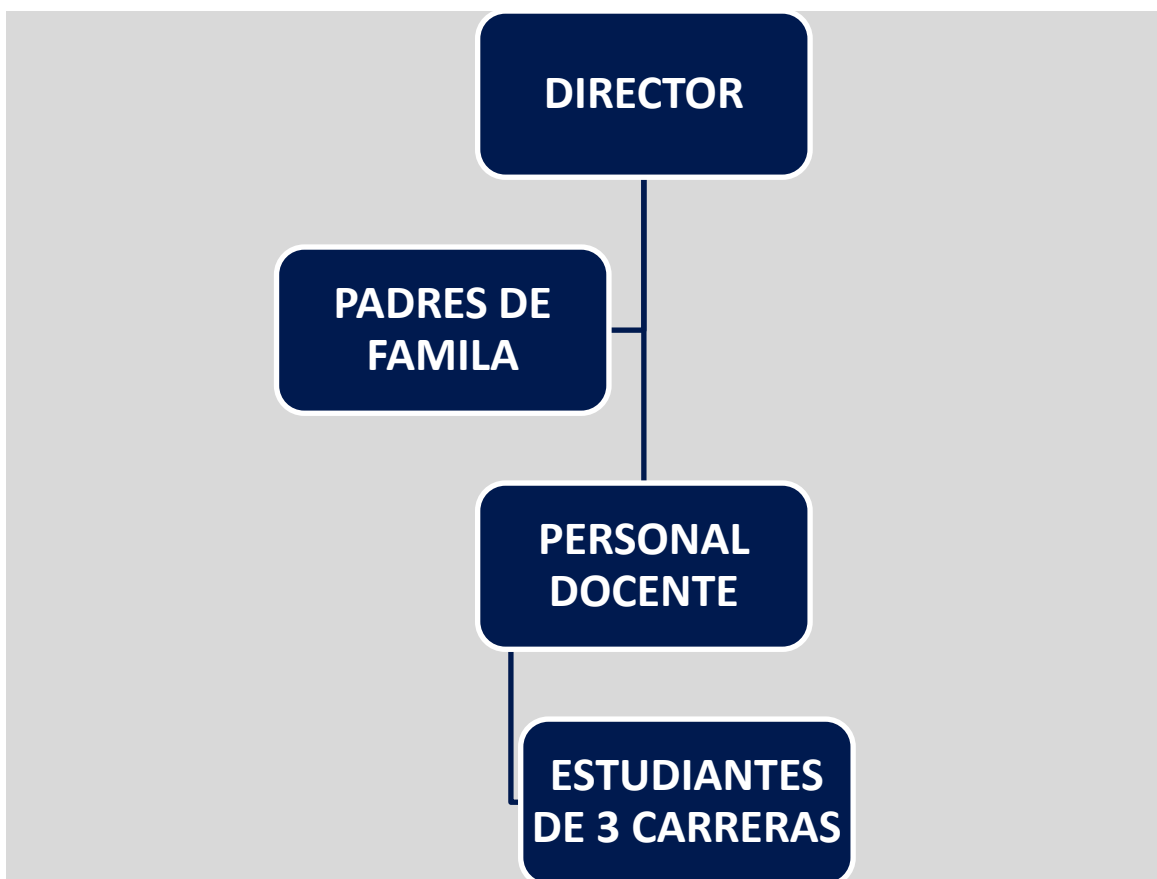 DIRECTOR
PADRES DE
FAMILA
PERSONAL
DOCENTE
ESTUDIANTES
DE 3 CARRERAS